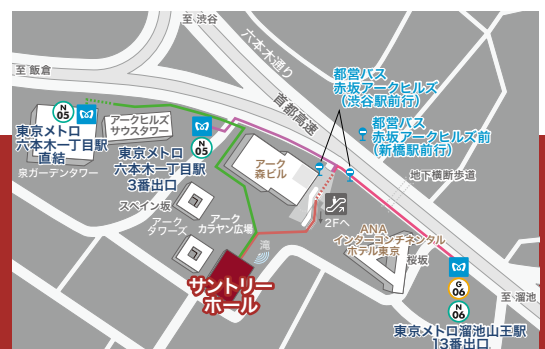 至 渋谷
六本木通り
至 飯倉
首都高速
都営バス
赤坂アークヒルズ
(渋谷駅前行)
都営バス
赤坂アークヒルズ前
(新橋駅前行)
N
05
アークヒルズ
サウスタワー
東京メトロ
六本木一丁目駅
直結
泉ガーデンタワー
東京メトロ
六本木一丁目駅
3番出口
N
05
アーク
森ビル
地下横断歩道
スペイン坂
アーク
タワーズ
アーク
カラヤン広場
2Fへ
滝
ANA
インターコンチネンタル
ホテル東京
桜坂
サントリー
ホール
G
06
N
06
至 溜池
東京メトロ溜池山王駅
13番出口